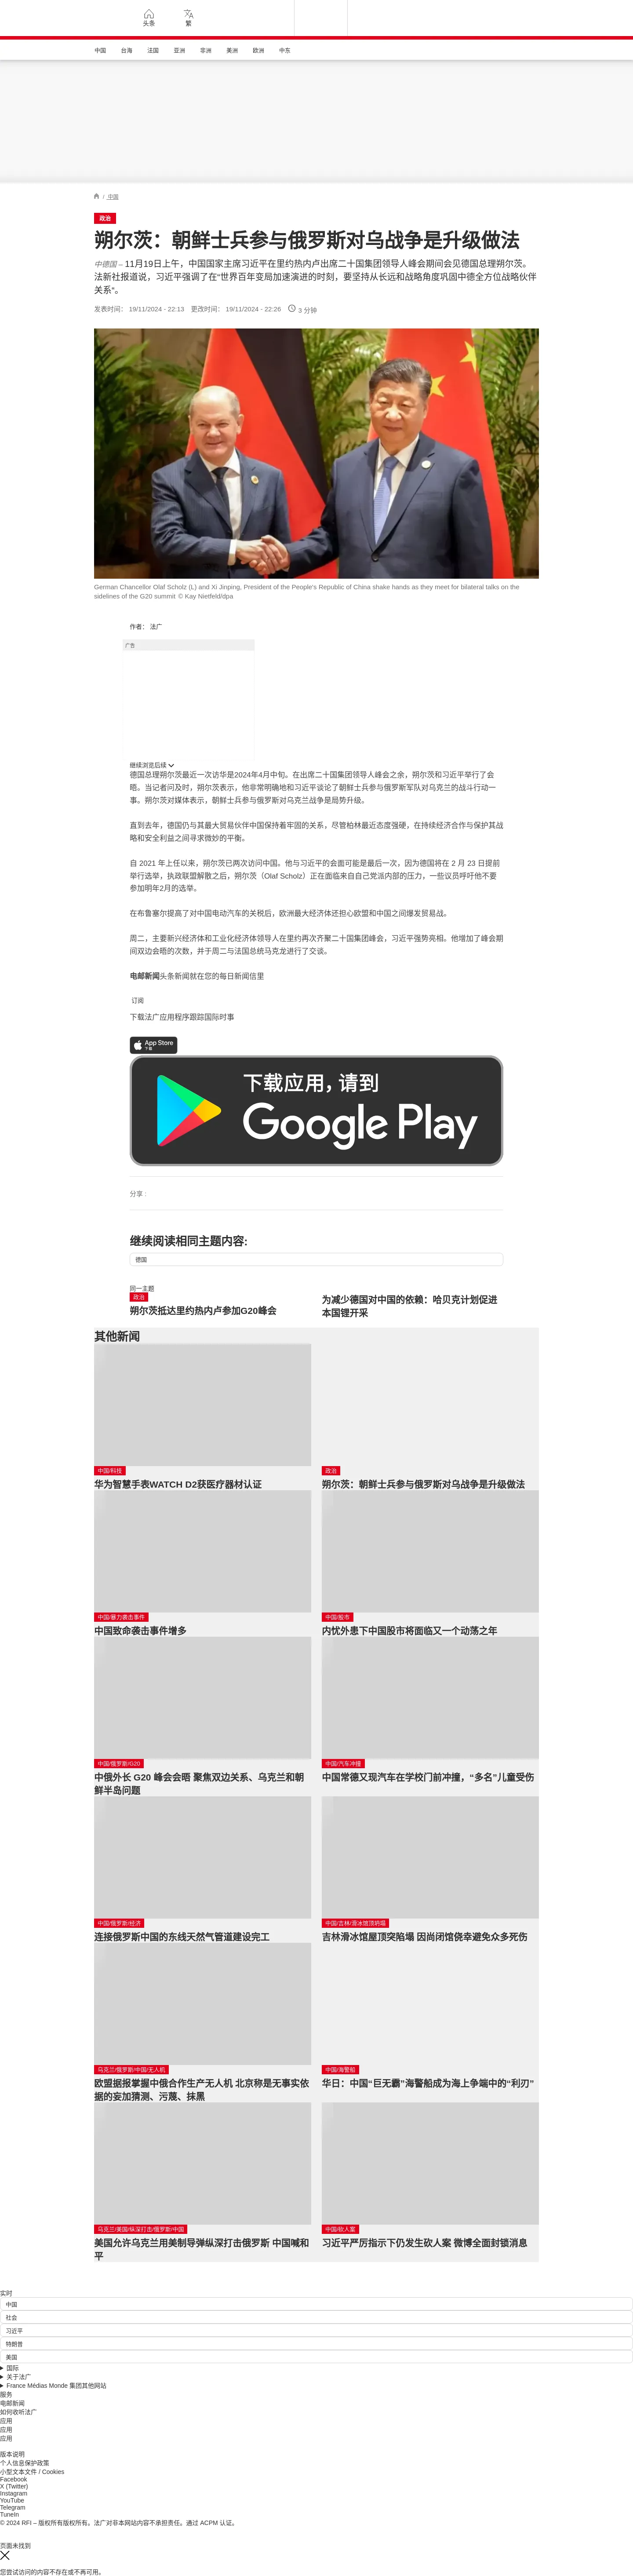 头条
繁
中国
台海
法国
亚洲
非洲
美洲
欧洲
中东
/ 中国
政治
朔尔茨：朝鲜士兵参与俄罗斯对乌战争是升级做法
中德国 – 11月19日上午，中国国家主席习近平在里约热内卢出席二十国集团领导人峰会期间会见德国总理朔尔茨。
法新社报道说，习近平强调了在“世界百年变局加速演进的时刻，要坚持从长远和战略角度巩固中德全方位战略伙伴
关系”。
发表时间： 19/11/2024 - 22:13 更改时间： 19/11/2024 - 22:26 3 分钟
German Chancellor Olaf Scholz (L) and Xi Jinping, President of the People's Republic of China shake hands as they meet for bilateral talks on the
sidelines of the G20 summit © Kay Nietfeld/dpa
作者： 法广
广告
继续浏览后续
德国总理朔尔茨最近一次访华是2024年4月中旬。在出席二十国集团领导人峰会之余，朔尔茨和习近平举行了会
晤。当记者问及时，朔尔茨表示，他非常明确地和习近平谈论了朝鲜士兵参与俄罗斯军队对乌克兰的战斗行动一
事。朔尔茨对媒体表示，朝鲜士兵参与俄罗斯对乌克兰战争是局势升级。
直到去年，德国仍与其最大贸易伙伴中国保持着牢固的关系，尽管柏林最近态度强硬，在持续经济合作与保护其战
略和安全利益之间寻求微妙的平衡。
自 2021 年上任以来，朔尔茨已两次访问中国。他与习近平的会面可能是最后一次，因为德国将在 2 月 23 日提前
举行选举，执政联盟解散之后，朔尔茨（Olaf Scholz）正在面临来自自己党派内部的压力，一些议员呼吁他不要
参加明年2月的选举。
在布鲁塞尔提高了对中国电动汽车的关税后，欧洲最大经济体还担心欧盟和中国之间爆发贸易战。
周二，主要新兴经济体和工业化经济体领导人在里约再次齐聚二十国集团峰会，习近平强势亮相。他增加了峰会期
间双边会晤的次数，并于周二与法国总统马克龙进行了交谈。
电邮新闻头条新闻就在您的每日新闻信里
订阅
下载法广应用程序跟踪国际时事
App Store
下载
下载应用，请到
Google Play
分享 :
继续阅读相同主题内容:
德国
同一主题
政治
朔尔茨抵达里约热内卢参加G20峰会
为减少德国对中国的依赖：哈贝克计划促进
本国锂开采
其他新闻
中国/科技
华为智慧手表WATCH D2获医疗器材认证
政治
朔尔茨：朝鲜士兵参与俄罗斯对乌战争是升级做法
中国/暴力袭击事件
中国致命袭击事件增多
中国/股市
内忧外患下中国股市将面临又一个动荡之年
中国/俄罗斯/G20
中俄外长 G20 峰会会晤 聚焦双边关系、乌克兰和朝
鲜半岛问题
中国/汽车冲撞
中国常德又现汽车在学校门前冲撞，“多名”儿童受伤
中国/俄罗斯/经济
连接俄罗斯中国的东线天然气管道建设完工
中国/吉林/滑冰馆顶坍塌
吉林滑冰馆屋顶突陷塌 因尚闭馆侥幸避免众多死伤
乌克兰/俄罗斯/中国/无人机
欧盟据报掌握中俄合作生产无人机 北京称是无事实依
据的妄加猜测、污蔑、抹黑
中国/海警船
华日：中国“巨无霸”海警船成为海上争端中的“利刃”
乌克兰/美国/纵深打击/俄罗斯/中国
美国允许乌克兰用美制导弹纵深打击俄罗斯 中国喊和
平
中国/砍人案
习近平严厉指示下仍发生砍人案 微博全面封锁消息
实时
中国
社会
习近平
特朗普
美国
国际
关于法广
France Médias Monde 集团其他网站
服务
电邮新闻
如何收听法广
应用
应用
应用
版本说明
个人信息保护政策
小型文本文件 / Cookies
Facebook
X (Twitter)
Instagram
YouTube
Telegram
TuneIn
© 2024 RFI – 版权所有版权所有。法广对非本网站内容不承担责任。通过 ACPM 认证。
页面未找到
您尝试访问的内容不存在或不再可用。